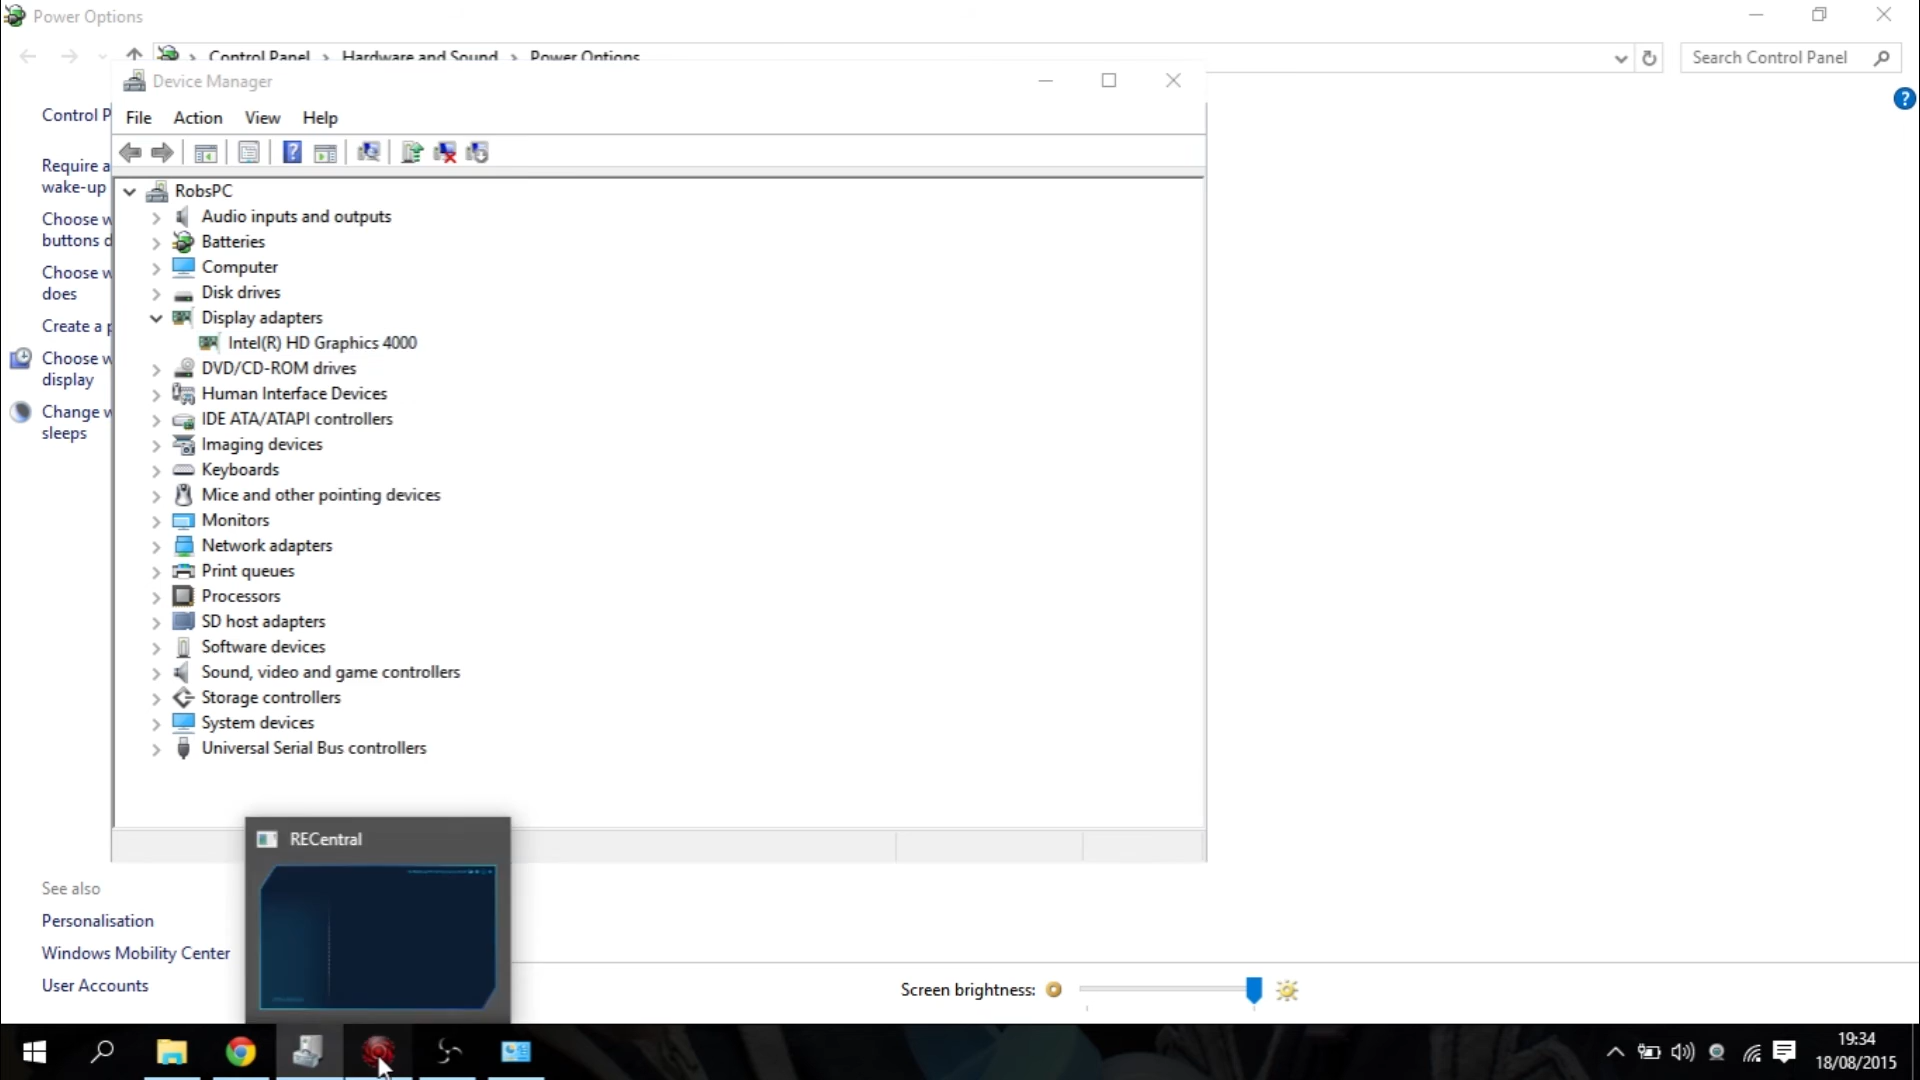 Power Options
Control Panel
Hardware and Sound
Power Options
Search Control Panel
Device Manager
Control P
File Action View Help
Require a
wake-up
Choose w
buttons d
Choose w
does
Create a p
Choose w
display
Change w
sleeps
RobsPC
Audio inputs and outputs
Batteries
Computer
Disk drives
Display adapters
Intel(R) HD Graphics 4000
DVD/CD-ROM drives
Human Interface Devices
IDE ATA/ATAPI controllers
Imaging devices
Keyboards
Mice and other pointing devices
Monitors
Network adapters
Print queues
Processors
SD host adapters
Software devices
Sound, video and game controllers
Storage controllers
System devices
Universal Serial Bus controllers
RECentral
See also
Personalisation
Windows Mobility Center
User Accounts
Screen brightness:
19:34
18/08/2015